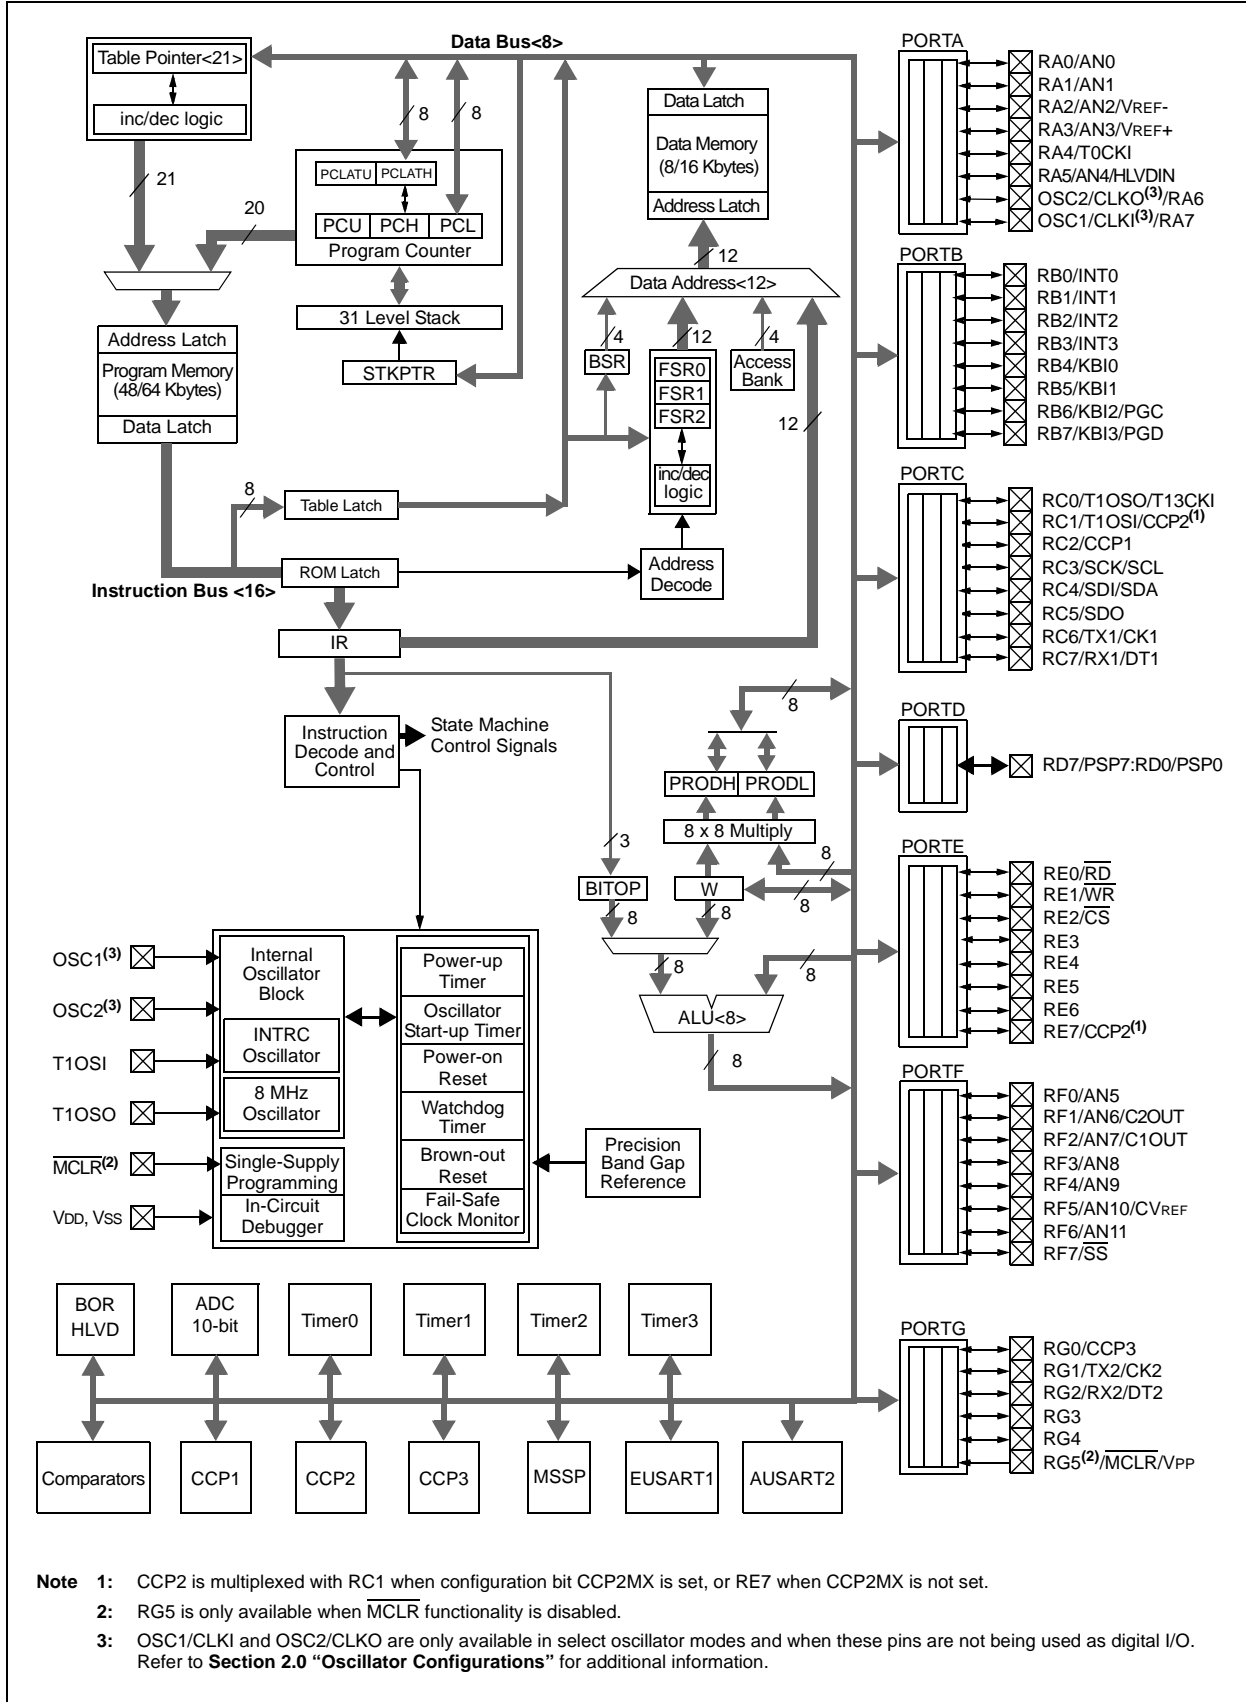 Data Bus<8>
Table Pointer<21>
inc/dec logic
21
20
8
8
PCLATU PCLATH
PCU PCH PCL
Program Counter
31 Level Stack
STKPTR
Address Latch
Program Memory
(48/64 Kbytes)
Data Latch
Data Latch
Data Memory
(8/16 Kbytes)
Address Latch
12
Data Address<12>
4
12
4
BSR
FSR0
FSR1
FSR2
inc/dec
logic
Access
Bank
12
8
Table Latch
Instruction Bus <16>
ROM Latch
Address
Decode
IR
Instruction
Decode and
Control
State Machine
Control Signals
8
PRODH PRODL
8 x 8 Multiply
3
8
BITOP
W
8
8
8
8
8
ALU<8>
8
OSC1(3)
OSC2(3)
T1OSI
T1OSO
MCLR(2)
VDD, VSS
Internal
Oscillator
Block
INTRC
Oscillator
8 MHz
Oscillator
Single-Supply
Programming
In-Circuit
Debugger
Power-up
Timer
Oscillator
Start-up Timer
Power-on
Reset
Watchdog
Timer
Brown-out
Reset
Fail-Safe
Clock Monitor
Precision
Band Gap
Reference
BOR
HLVD
ADC
10-bit
Timer0
Timer1
Timer2
Timer3
Comparators
CCP1
CCP2
CCP3
MSSP
EUSART1
AUSART2
PORTA
RA0/AN0
RA1/AN1
RA2/AN2/VREF-
RA3/AN3/VREF+
RA4/T0CKI
RA5/AN4/HLVDIN
OSC2/CLKO(3)/RA6
OSC1/CLKI(3)/RA7
PORTB
RB0/INT0
RB1/INT1
RB2/INT2
RB3/INT3
RB4/KBI0
RB5/KBI1
RB6/KBI2/PGC
RB7/KBI3/PGD
PORTC
RC0/T1OSO/T13CKI
RC1/T1OSI/CCP2(1)
RC2/CCP1
RC3/SCK/SCL
RC4/SDI/SDA
RC5/SDO
RC6/TX1/CK1
RC7/RX1/DT1
PORTD
RD7/PSP7:RD0/PSP0
PORTE
RE0/RD
RE1/WR
RE2/CS
RE3
RE4
RE5
RE6
RE7/CCP2(1)
PORTF
RF0/AN5
RF1/AN6/C2OUT
RF2/AN7/C1OUT
RF3/AN8
RF4/AN9
RF5/AN10/CVREF
RF6/AN11
RF7/SS
PORTG
RG0/CCP3
RG1/TX2/CK2
RG2/RX2/DT2
RG3
RG4
RG5(2)/MCLR/VPP
Note 1: CCP2 is multiplexed with RC1 when configuration bit CCP2MX is set, or RE7 when CCP2MX is not set.
2: RG5 is only available when MCLR functionality is disabled.
3: OSC1/CLKI and OSC2/CLKO are only available in select oscillator modes and when these pins are not being used as digital I/O.
Refer to Section 2.0 “Oscillator Configurations” for additional information.